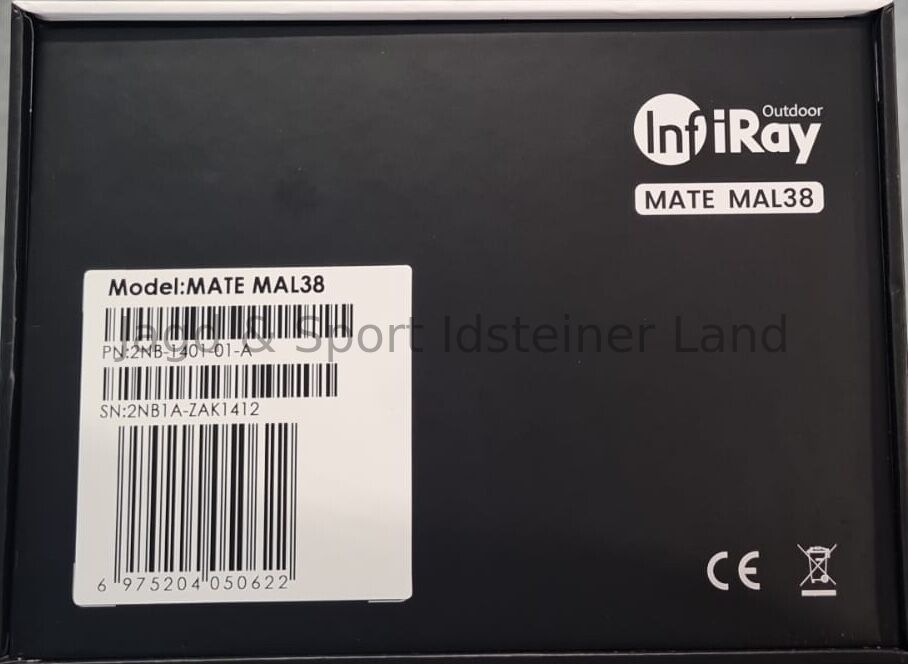 Outdoor
InfiRay
MATE MAL38
Model:MATE MAL38
Jagd & Sport Idsteiner Land
PN:2NB-1401-01-A
SN:2NB1A-ZAK1412
6 975204 050622
CE